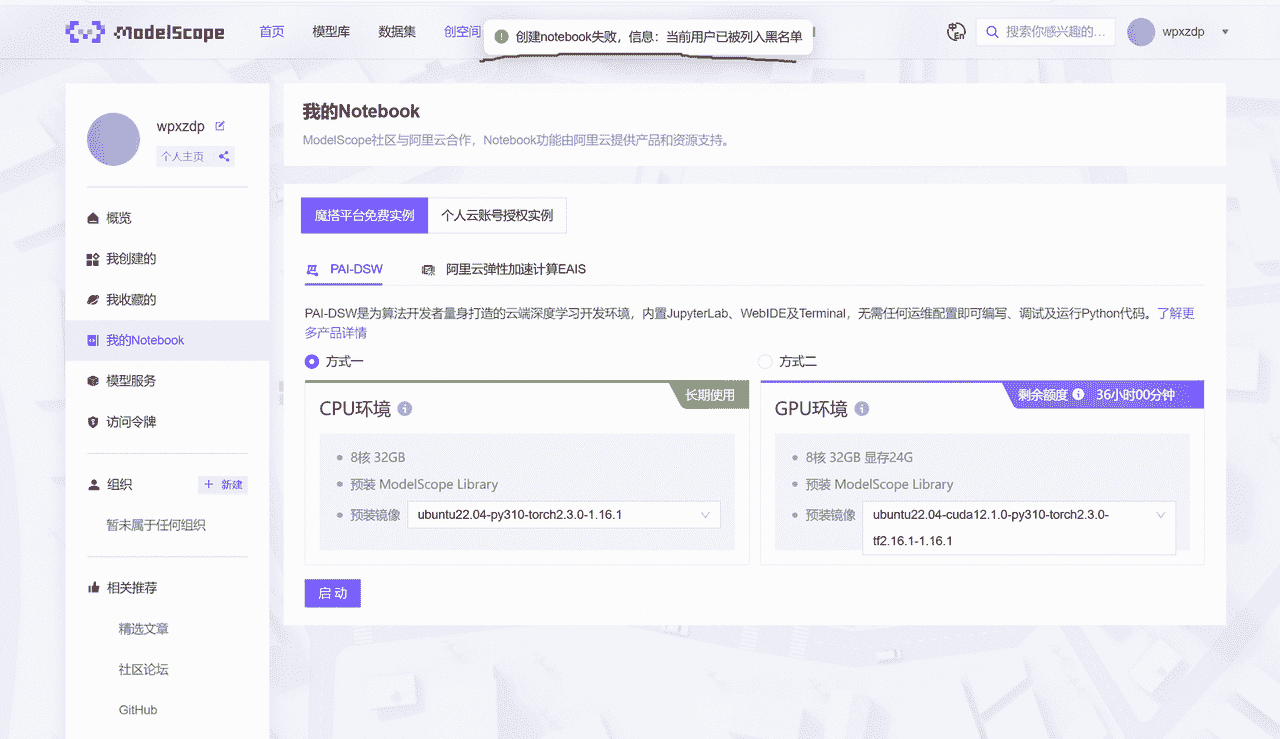 ModelScope 首页 模型库 数据集 创空间 创建notebook失败，信息：当前用户已被列入黑名单 搜索你感兴趣的... wpxzdp
wpxzdp
个人主页
概览
我创建的
我收藏的
我的Notebook
模型服务
访问令牌
组织 + 新建
暂未属于任何组织
相关推荐
精选文章
社区论坛
GitHub
我的Notebook
ModelScope社区与阿里云合作，Notebook功能由阿里云提供产品和资源支持。
魔搭平台免费实例 个人云账号授权实例
PAI-DSW 阿里云弹性加速计算EAIS
PAI-DSW是为算法开发者量身打造的云端深度学习开发环境，内置JupyterLab、WebIDE及Terminal，无需任何运维配置即可编写、调试及运行Python代码。了解更
多产品详情
方式一
长期使用
CPU环境
8核 32GB
预装 ModelScope Library
预装镜像 ubuntu22.04-py310-torch2.3.0-1.16.1
方式二
剩余额度 36小时00分钟
GPU环境
8核 32GB 显存24G
预装 ModelScope Library
预装镜像 ubuntu22.04-cuda12.1.0-py310-torch2.3.0-
tf2.16.1-1.16.1
启动